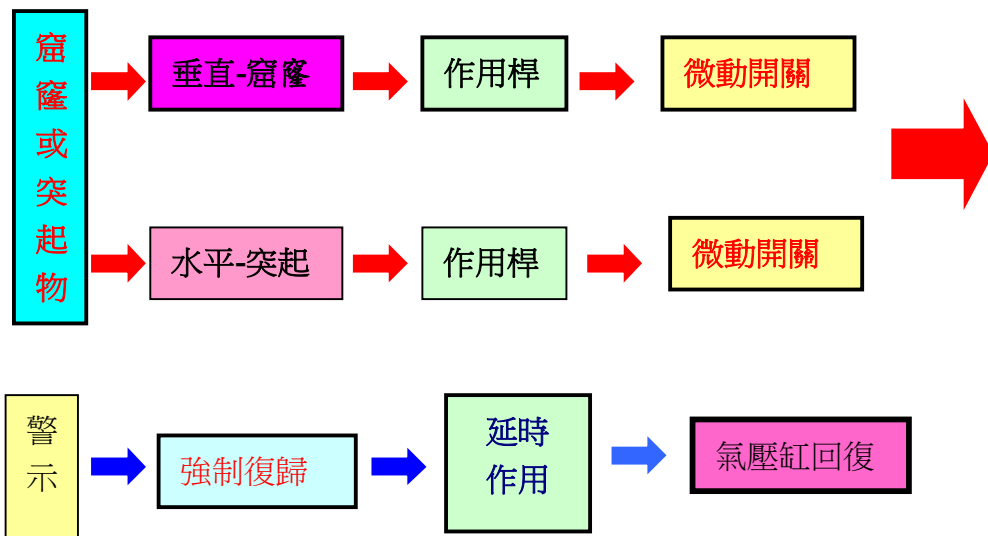 窟窿或突起物
垂直-窟窿
作用桿
微動開關
水平-突起
作用桿
微動開關
警示
強制復歸
延時
作用
氣壓缸回復